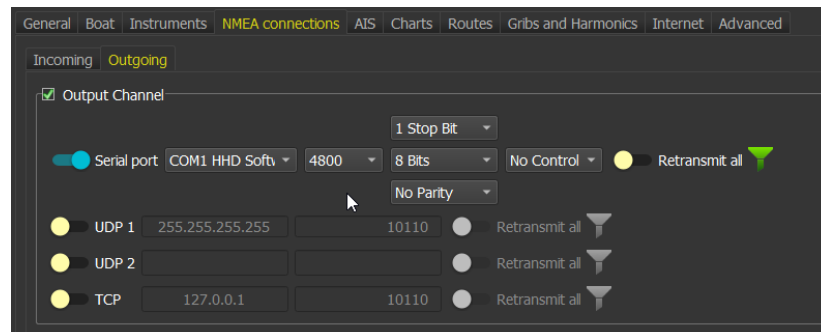 General Boat Instruments NMEA connections AIS Charts Routes Gribs and Harmonics Internet Advanced
Incoming Outgoing
Output Channel
1 Stop Bit
Serial port COM1 HHD Softv 4800 8 Bits No Control Retransmit all
No Parity
UDP 1 255.255.255.255 10110 Retransmit all
UDP 2 Retransmit all
TCP 127.0.0.1 10110 Retransmit all